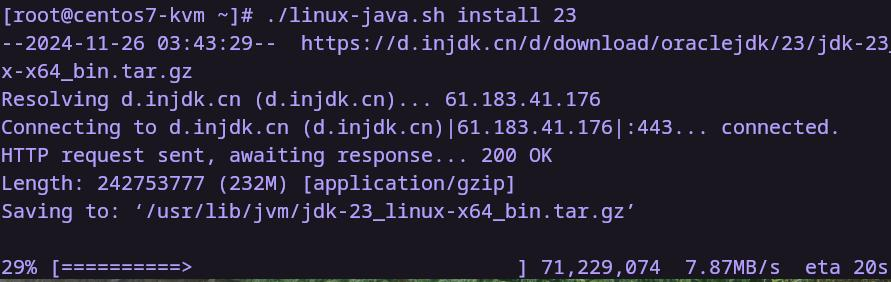 [root@centos7-kvm ~]# ./linux-java.sh install 23
--2024-11-26 03:43:29--  https://d.injdk.cn/d/download/oraclejdk/23/jdk-23_
x-x64_bin.tar.gz
Resolving d.injdk.cn (d.injdk.cn)... 61.183.41.176
Connecting to d.injdk.cn (d.injdk.cn)|61.183.41.176|:443... connected.
HTTP request sent, awaiting response... 200 OK
Length: 242753777 (232M) [application/gzip]
Saving to: ‘/usr/lib/jvm/jdk-23_linux-x64_bin.tar.gz’

29% [==========>                           ] 71,229,074  7.87MB/s  eta 20s